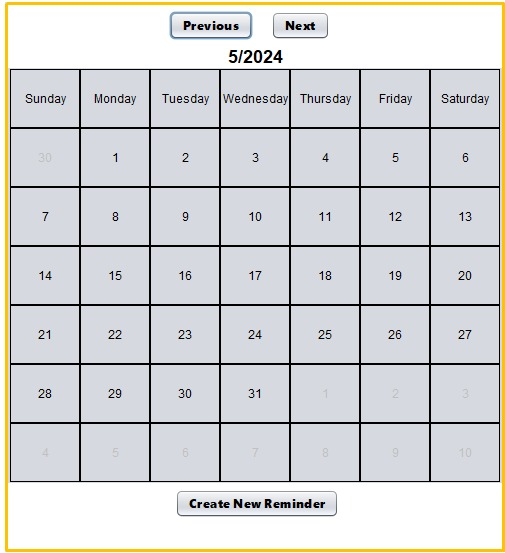 Previous Next
5/2024
Sunday Monday Tuesday Wednesday Thursday Friday Saturday
30 1 2 3 4 5 6
7 8 9 10 11 12 13
14 15 16 17 18 19 20
21 22 23 24 25 26 27
28 29 30 31 1 2 3
4 5 6 7 8 9 10
Create New Reminder